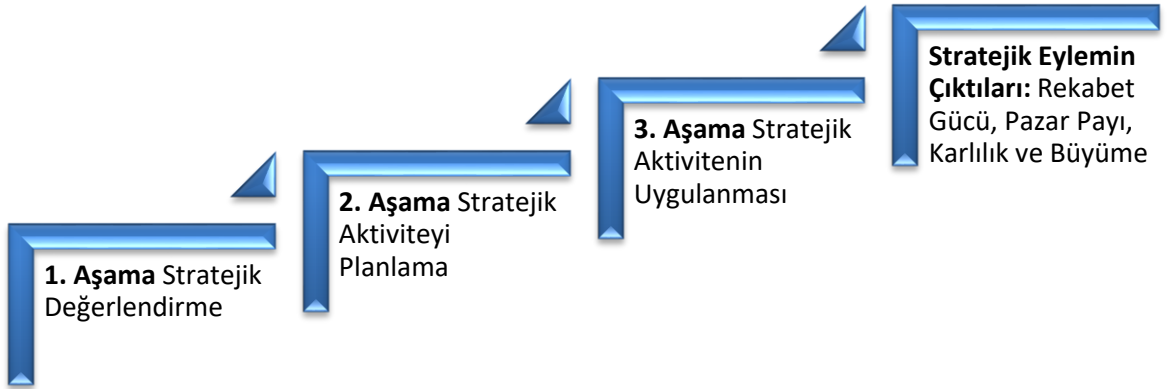 1. Aşama Stratejik
Değerlendirme
2. Aşama Stratejik
Aktiviteyi
Planlama
3. Aşama Stratejik
Aktivitenin
Uygulanması
Stratejik Eylemin
Çıktıları: Rekabet
Gücü, Pazar Payı,
Karlılık ve Büyüme